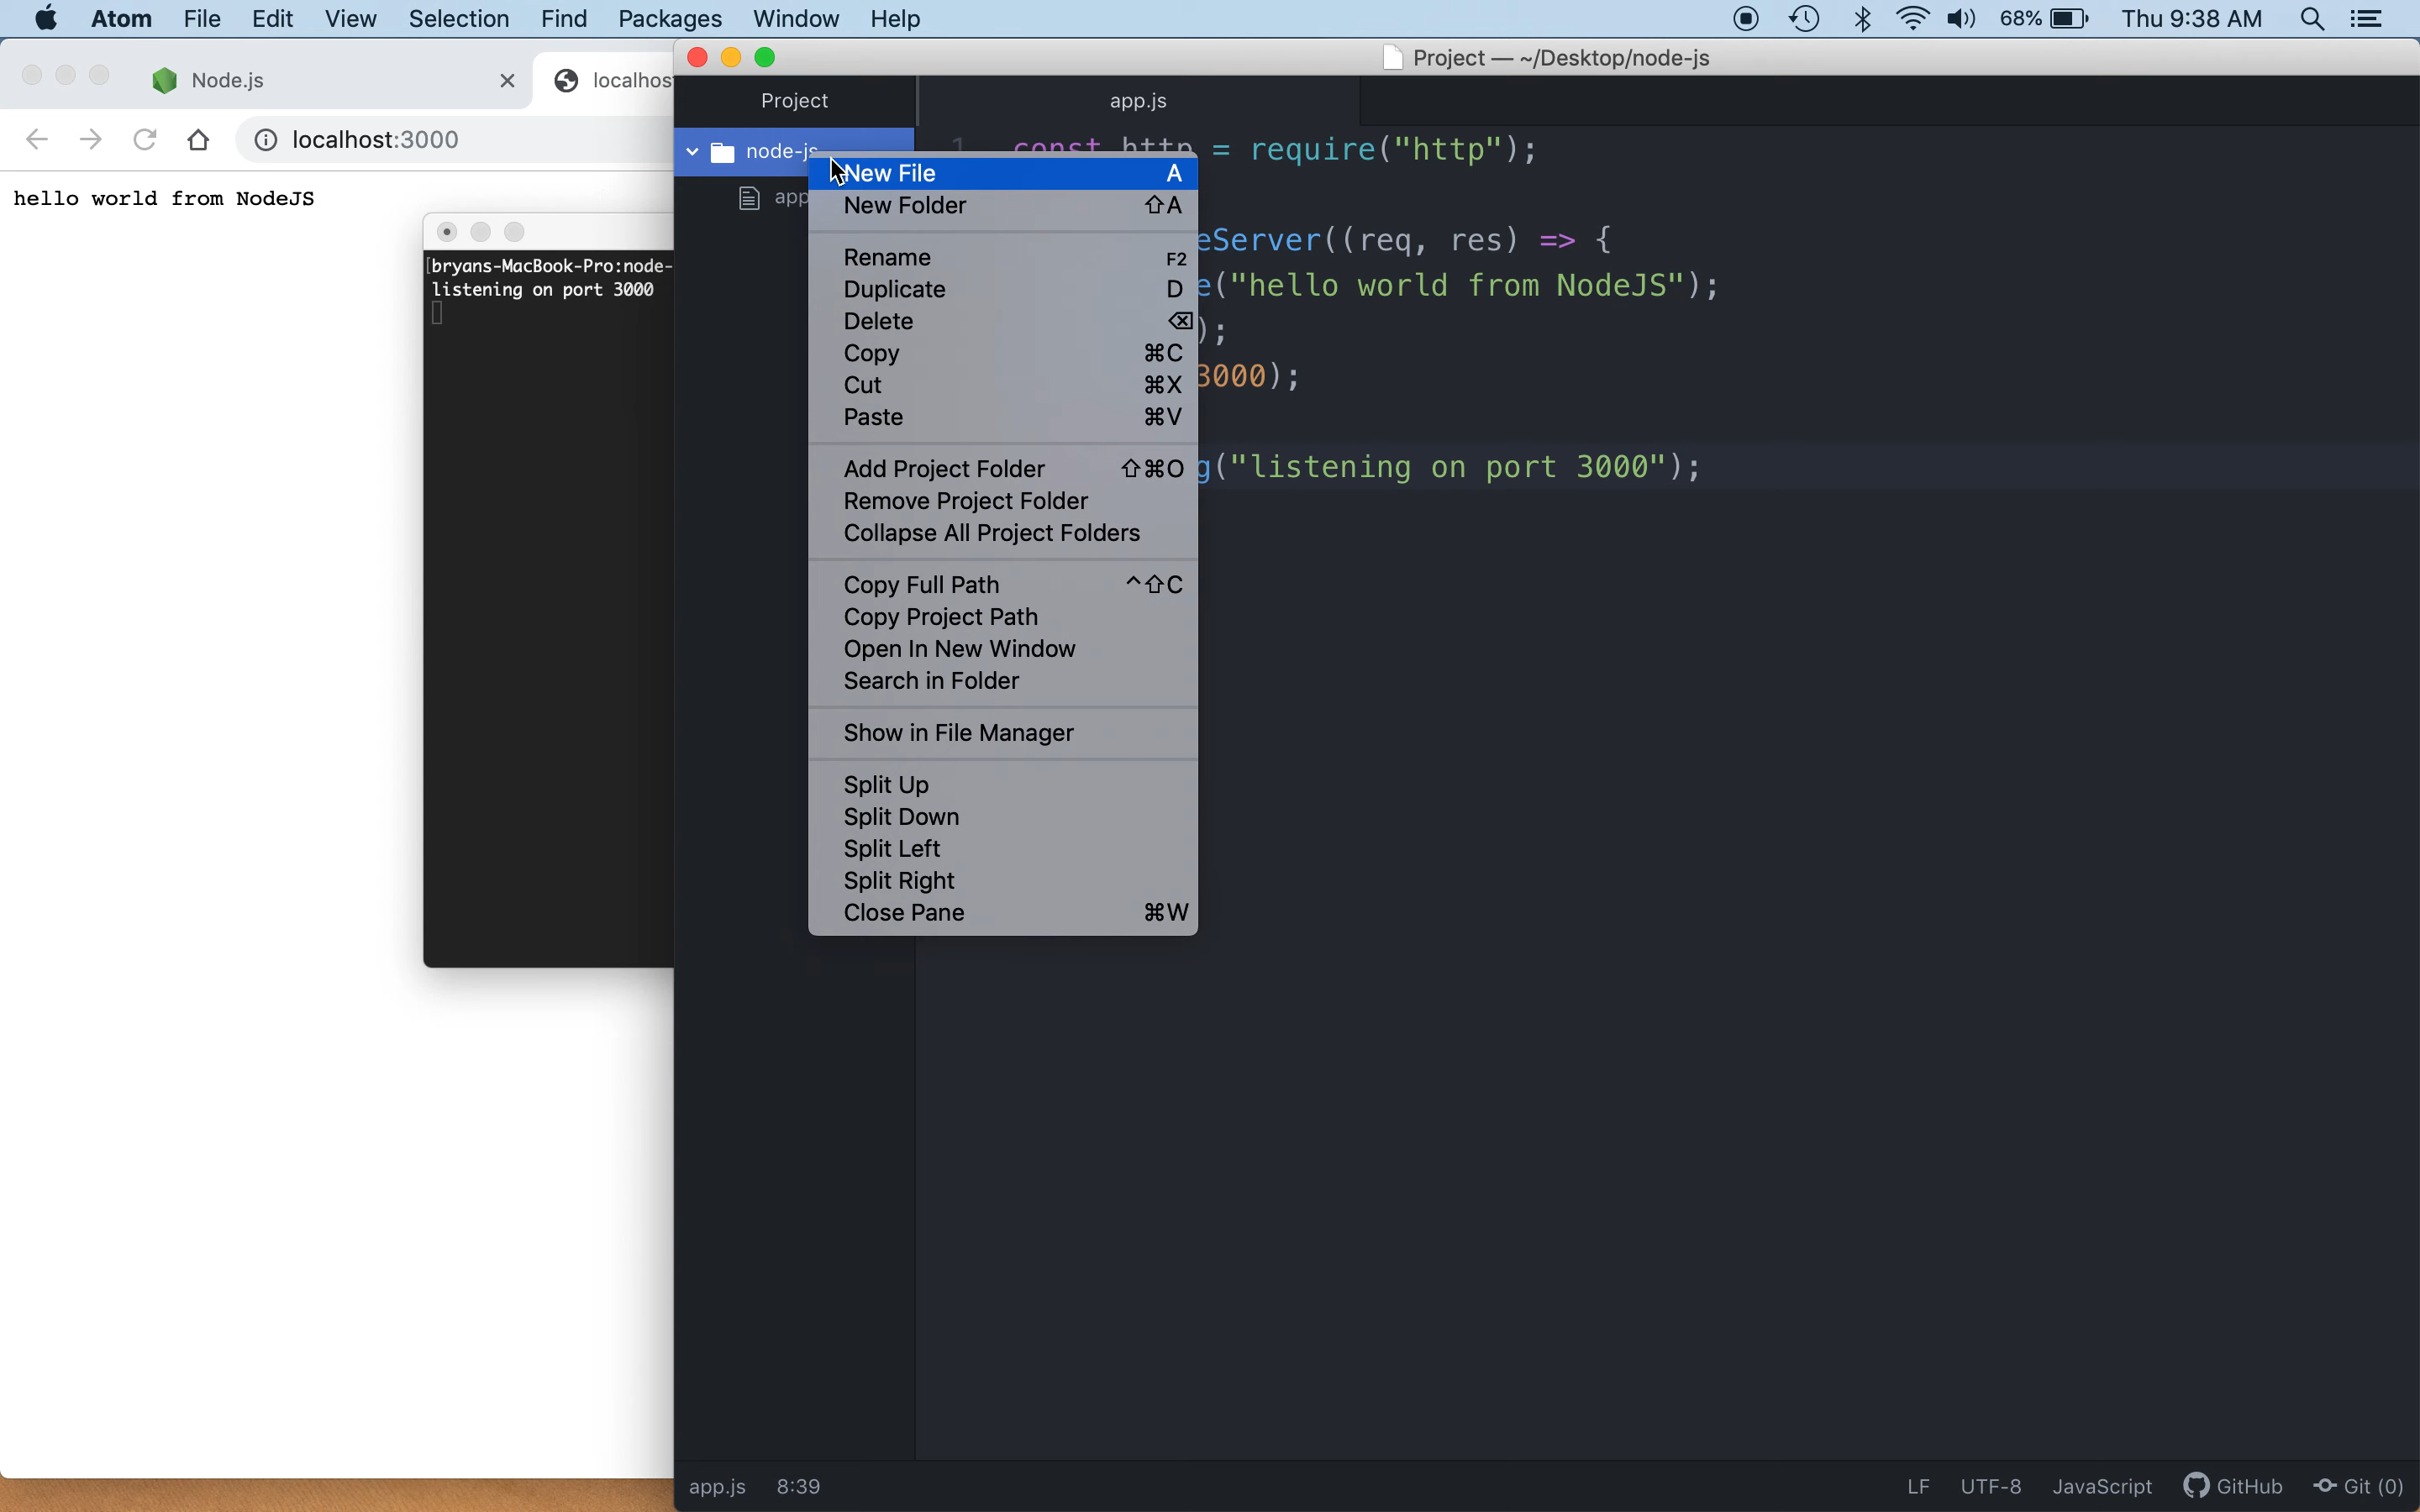 Atom File Edit View Selection Find Packages Window Help 68% Thu 9:38 AM
Node.js
localhost:3000
hello world from NodeJS
[bryans-MacBook-Pro:node-
listening on port 3000
Project — ~/Desktop/node-js
Project
app.js
node-js
app
1 const http = require("http");
eServer((req, res) => {
e("hello world from NodeJS");
);
3000);
g("listening on port 3000");
New File A
New Folder ⇧A
Rename F2
Duplicate D
Delete ⌫
Copy ⌘C
Cut ⌘X
Paste ⌘V
Add Project Folder ⇧⌘O
Remove Project Folder
Collapse All Project Folders
Copy Full Path ^⇧C
Copy Project Path
Open In New Window
Search in Folder
Show in File Manager
Split Up
Split Down
Split Left
Split Right
Close Pane ⌘W
app.js 8:39 LF UTF-8 JavaScript GitHub Git (0)